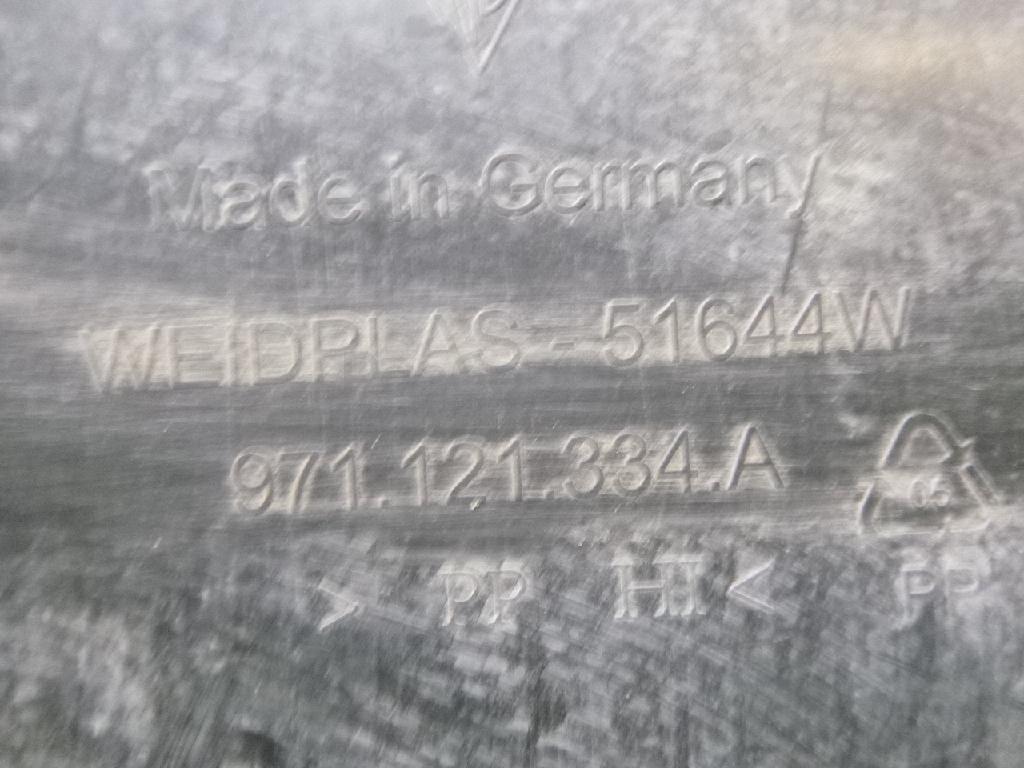 Made in Germany
WEIDPLAS - 51644W
971.121.334.A
05
> PP HI < PP